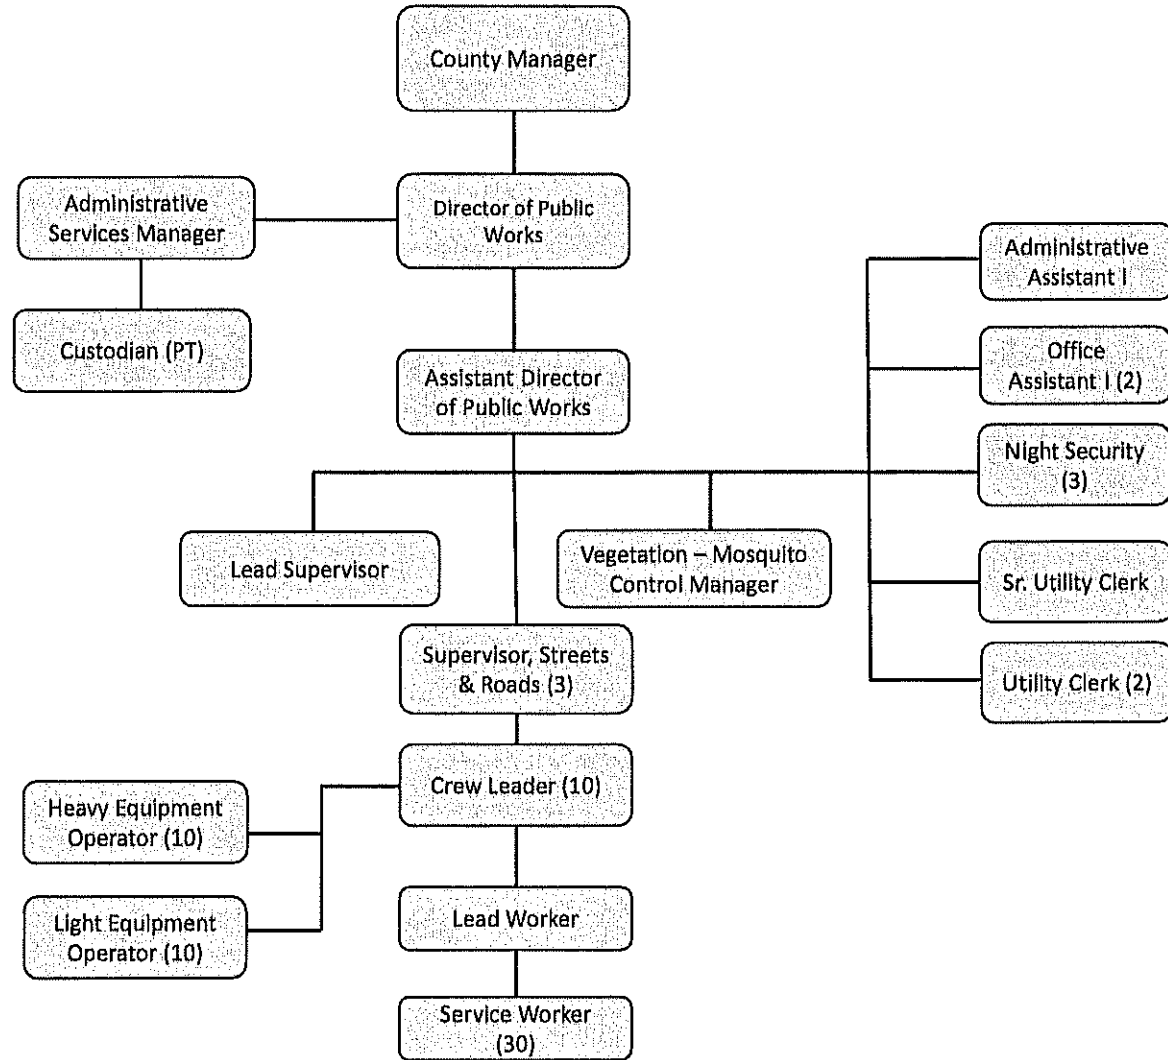 County Manager
Administrative
Services Manager
Director of Public
Works
Custodian (PT)
Assistant Director
of Public Works
Administrative
Assistant I
Office
Assistant I (2)
Night Security
(3)
Sr. Utility Clerk
Utility Clerk (2)
Lead Supervisor
Vegetation – Mosquito
Control Manager
Supervisor, Streets
& Roads (3)
Crew Leader (10)
Heavy Equipment
Operator (10)
Light Equipment
Operator (10)
Lead Worker
Service Worker
(30)